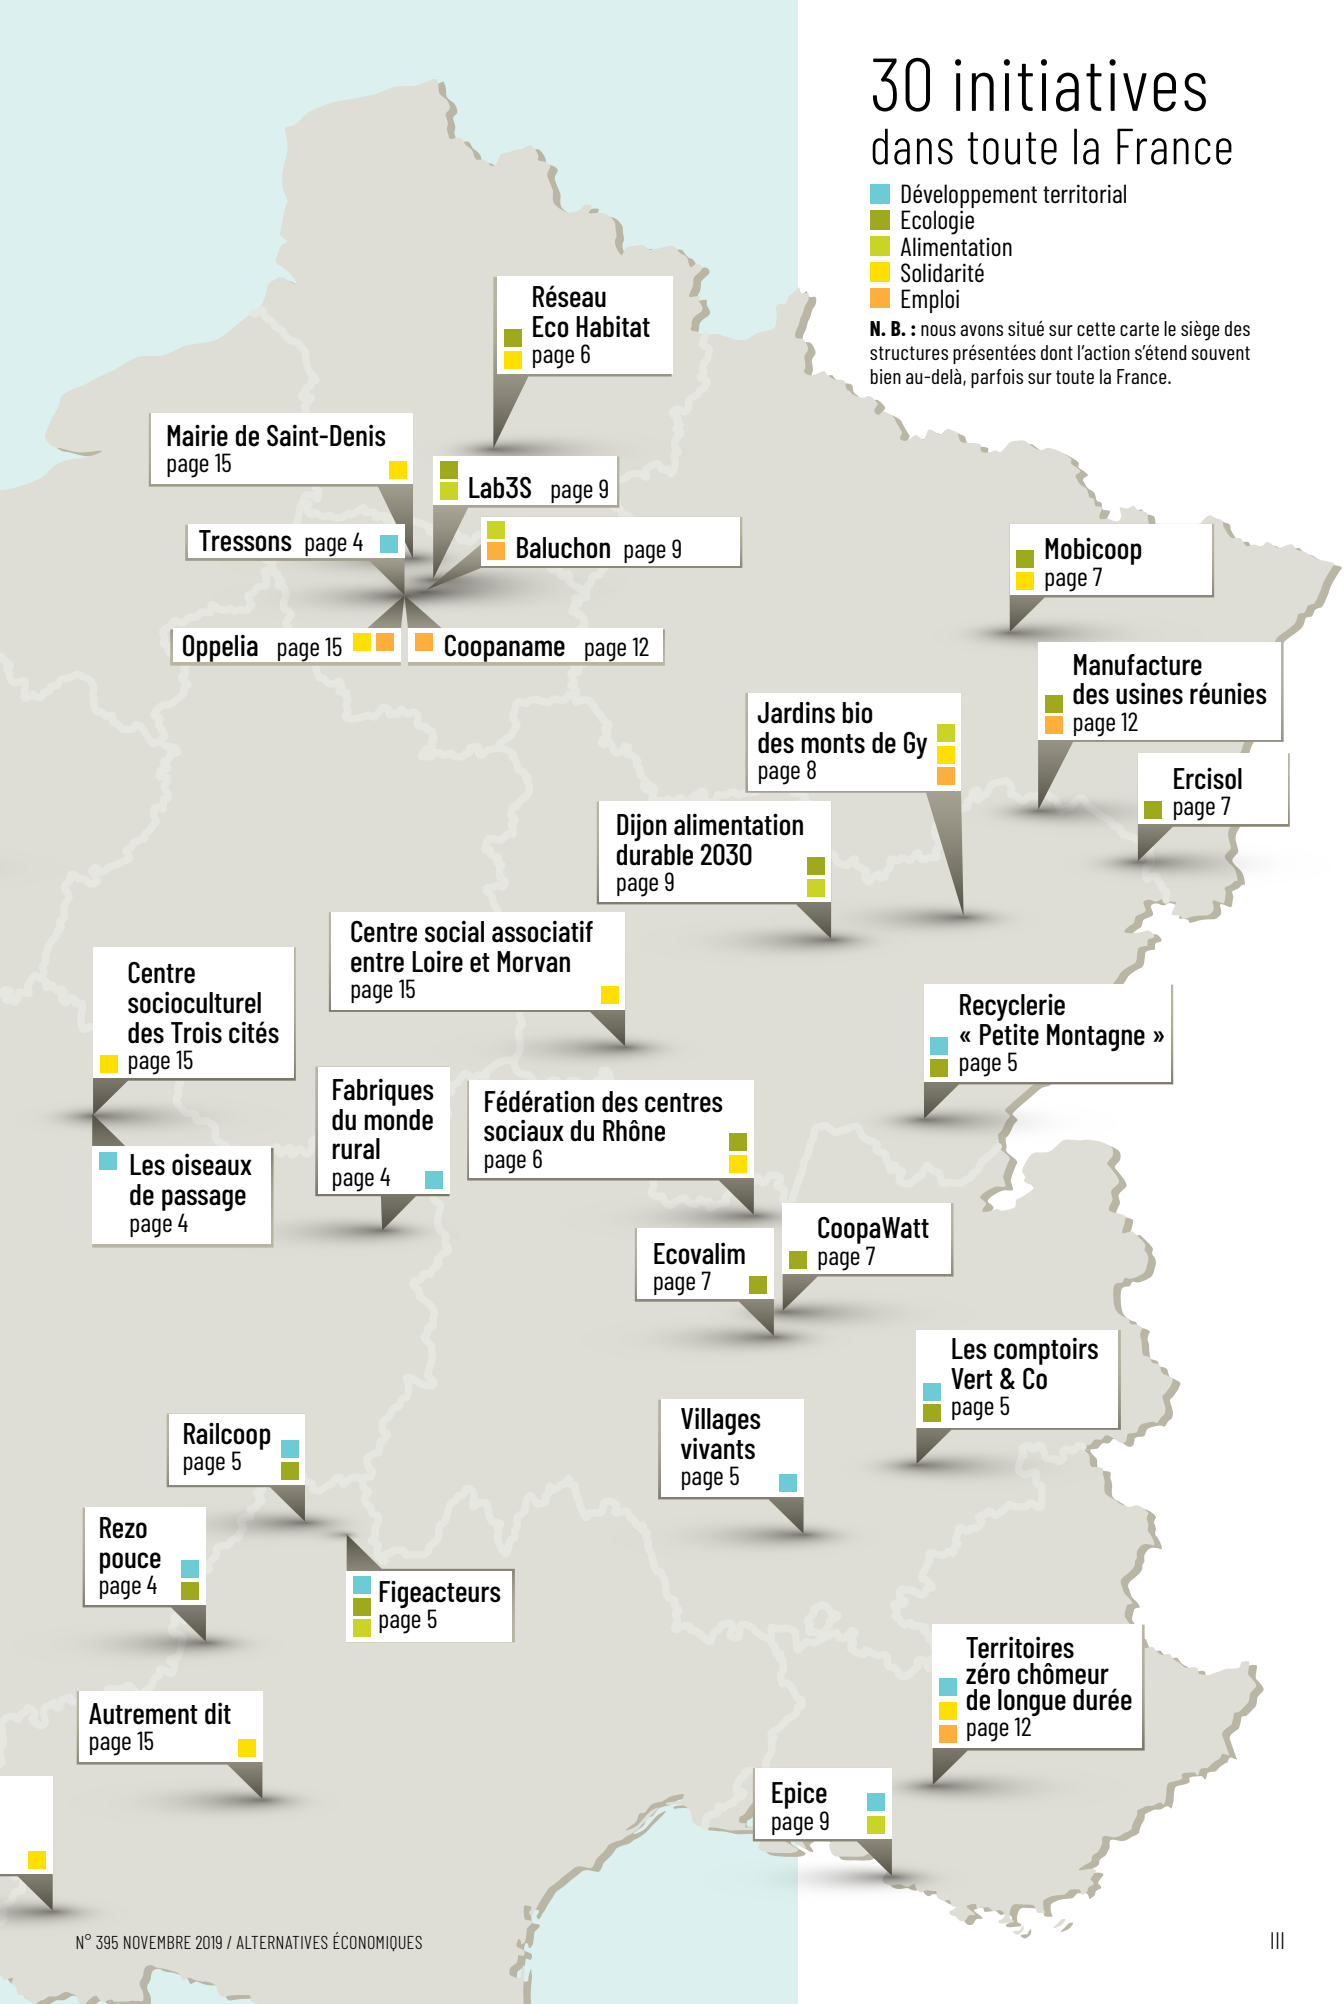 30 initiatives
dans toute la France
Développement territorial
Ecologie
Alimentation
Solidarité
Emploi
N. B. : nous avons situé sur cette carte le siège des
structures présentées dont l’action s’étend souvent
bien au-delà, parfois sur toute la France.
Réseau
Eco Habitat
page 6
Mairie de Saint-Denis
page 15
Lab3S page 9
Tressons page 4
Baluchon page 9
Oppelia page 15
Coopaname page 12
Mobicoop
page 7
Manufacture
des usines réunies
page 12
Jardins bio
des monts de Gy
page 8
Ercisol
page 7
Dijon alimentation
durable 2030
page 9
Centre social associatif
entre Loire et Morvan
page 15
Centre
socioculturel
des Trois cités
page 15
Recyclerie
« Petite Montagne »
page 5
Fabriques
du monde
rural
page 4
Fédération des centres
sociaux du Rhône
page 6
Les oiseaux
de passage
page 4
CoopaWatt
page 7
Ecovalim
page 7
Les comptoirs
Vert & Co
page 5
Villages
vivants
page 5
Railcoop
page 5
Rezo
pouce
page 4
Figeacteurs
page 5
Territoires
zéro chômeur
de longue durée
page 12
Autrement dit
page 15
Epice
page 9
N° 395 NOVEMBRE 2019 / ALTERNATIVES ÉCONOMIQUES
III